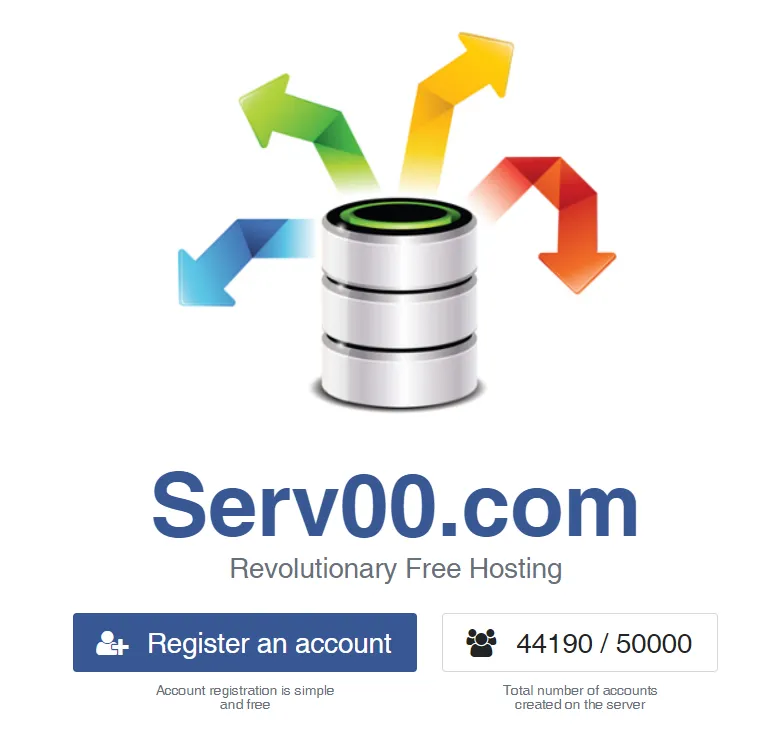 Serv00.com
Revolutionary Free Hosting
Register an account
44190 / 50000
Account registration is simple
and free
Total number of accounts
created on the server